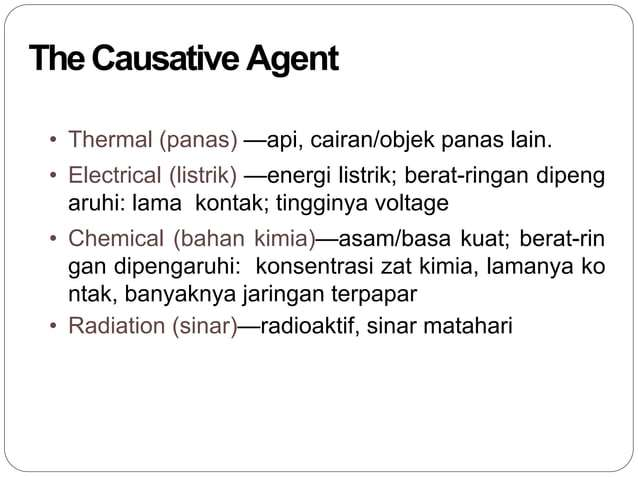 The Causative Agent
• Thermal (panas) —api, cairan/objek panas lain.
• Electrical (listrik) —energi listrik; berat-ringan dipeng
aruhi: lama kontak; tingginya voltage
• Chemical (bahan kimia)—asam/basa kuat; berat-rin
gan dipengaruhi: konsentrasi zat kimia, lamanya ko
ntak, banyaknya jaringan terpapar
• Radiation (sinar)—radioaktif, sinar matahari